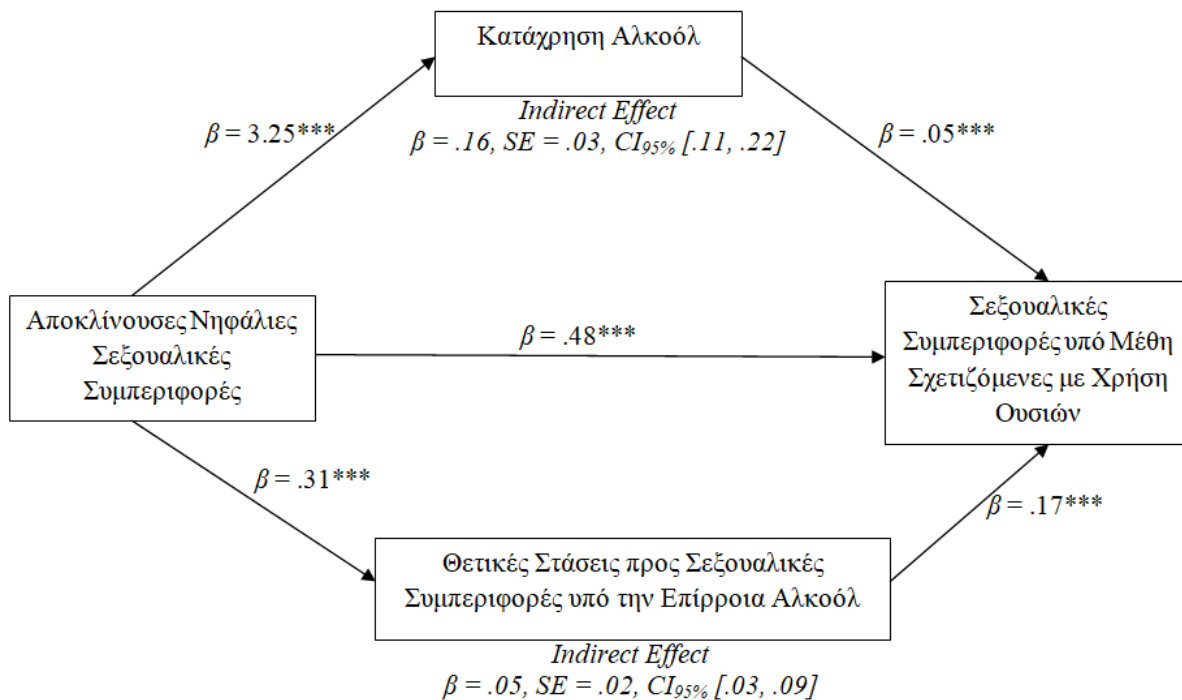 Κατάχρηση Αλκοόλ
Indirect Effect
β = .16, SE = .03, CI95% [.11, .22]
β = 3.25***
β = .05***
Αποκλίνουσες Νηφάλιες
Σεξουαλικές
Συμπεριφορές
β = .48***
Σεξουαλικές
Συμπεριφορές υπό Μέθη
Σχετιζόμενες με Χρήση
Ουσιών
β = .31***
β = .17***
Θετικές Στάσεις προς Σεξουαλικές
Συμπεριφορές υπό την Επίρροια Αλκοόλ
Indirect Effect
β = .05, SE = .02, CI95% [.03, .09]